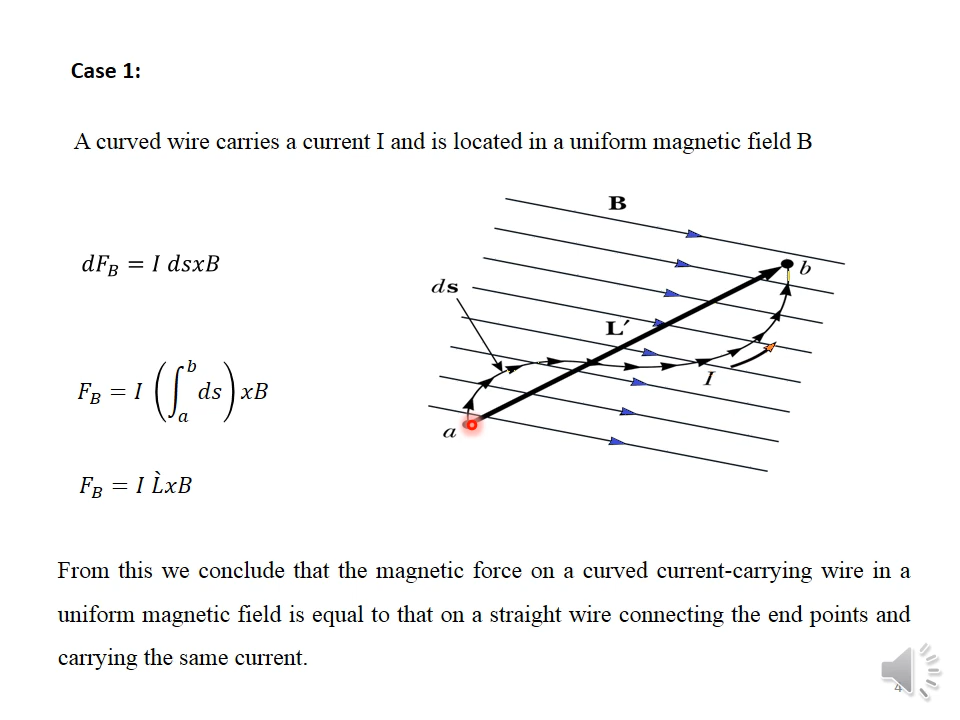 Case 1:
A curved wire carries a current I and is located in a uniform magnetic field B
B
dF_B = I dsxB
b
ds
L′
F_B = I (∫_a^b ds) xB
I
a
F_B = I L̀xB
From this we conclude that the magnetic force on a curved current-carrying wire in a
uniform magnetic field is equal to that on a straight wire connecting the end points and
carrying the same current.
4